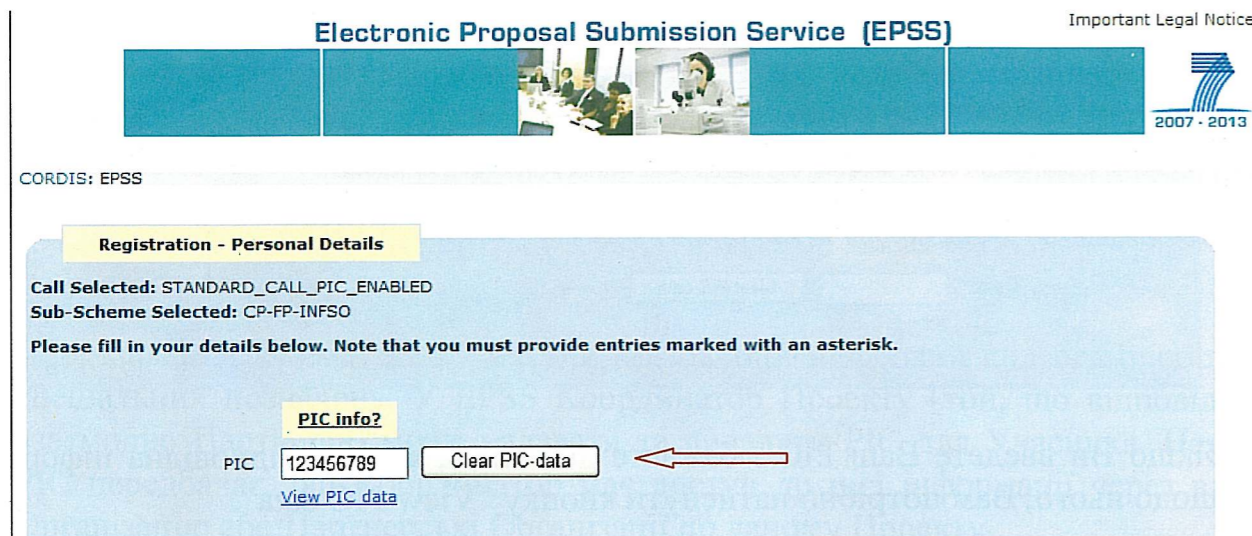 Important Legal Notice
Electronic Proposal Submission Service (EPSS)
2007 - 2013
CORDIS: EPSS
Registration - Personal Details
Call Selected: STANDARD_CALL_PIC_ENABLED
Sub-Scheme Selected: CP-FP-INFSO
Please fill in your details below. Note that you must provide entries marked with an asterisk.
PIC info?
PIC 123456789 Clear PIC-data
View PIC data